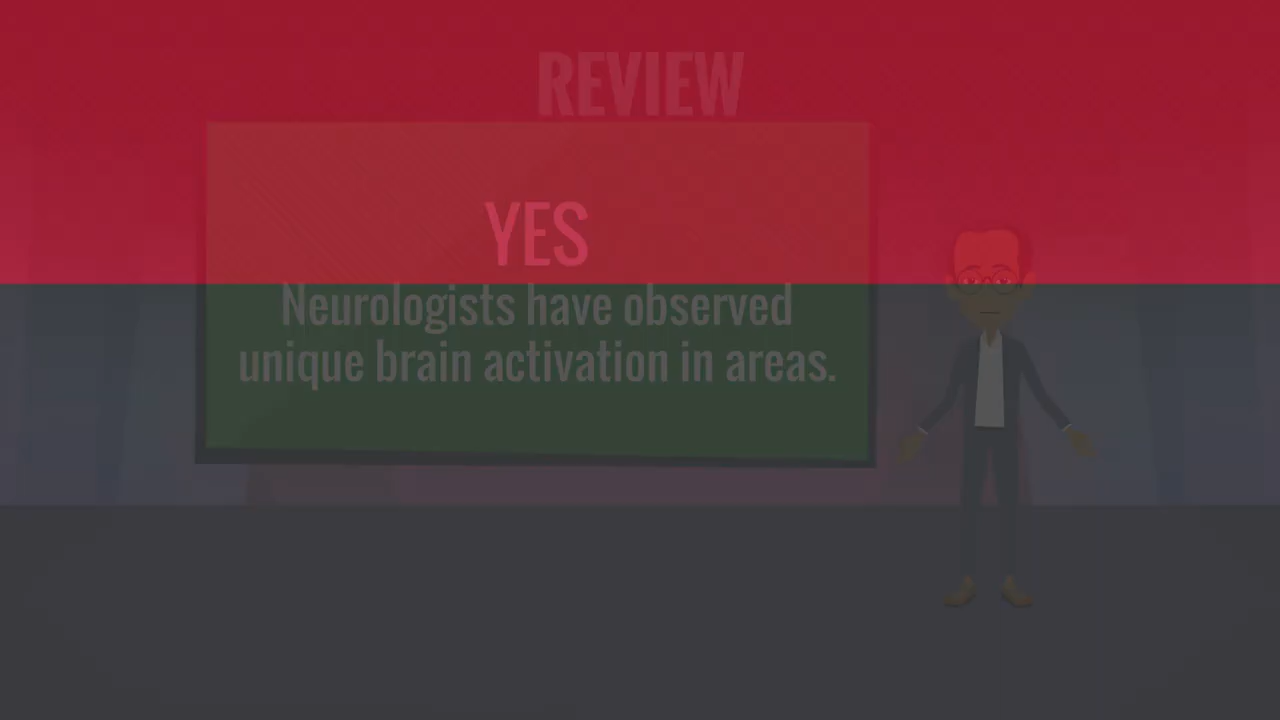 REVIEW
YES
Neurologists have observed
unique brain activation in areas.